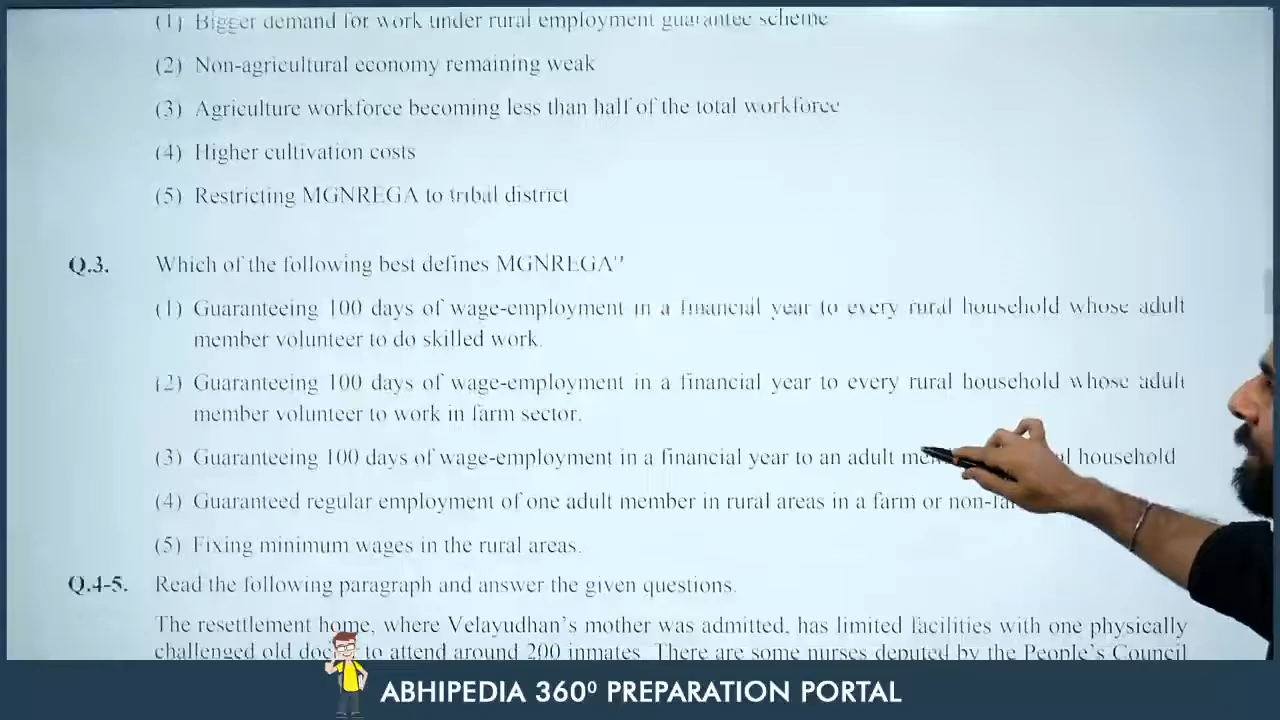 (1) Bigger demand for work under rural employment guarantee scheme
(2) Non-agricultural economy remaining weak
(3) Agriculture workforce becoming less than half of the total workforce
(4) Higher cultivation costs
(5) Restricting MGNREGA to tribal district
Q.3. Which of the following best defines MGNREGA?
(1) Guaranteeing 100 days of wage-employment in a financial year to every rural household whose adult
member volunteer to do skilled work.
(2) Guaranteeing 100 days of wage-employment in a financial year to every rural household whose adult
member volunteer to work in farm sector.
(3) Guaranteeing 100 days of wage-employment in a financial year to an adult household
(4) Guaranteed regular employment of one adult member in rural areas in a farm or
(5) Fixing minimum wages in the rural areas.
Q.4-5. Read the following paragraph and answer the given questions.
The resettlement home, where Velayudhan's mother was admitted, has limited facilities with one physically
challenged old to attend around 200 inmates. There are some nurses deputed by the People's Council
ABHIPEDIA 360⁰ PREPARATION PORTAL